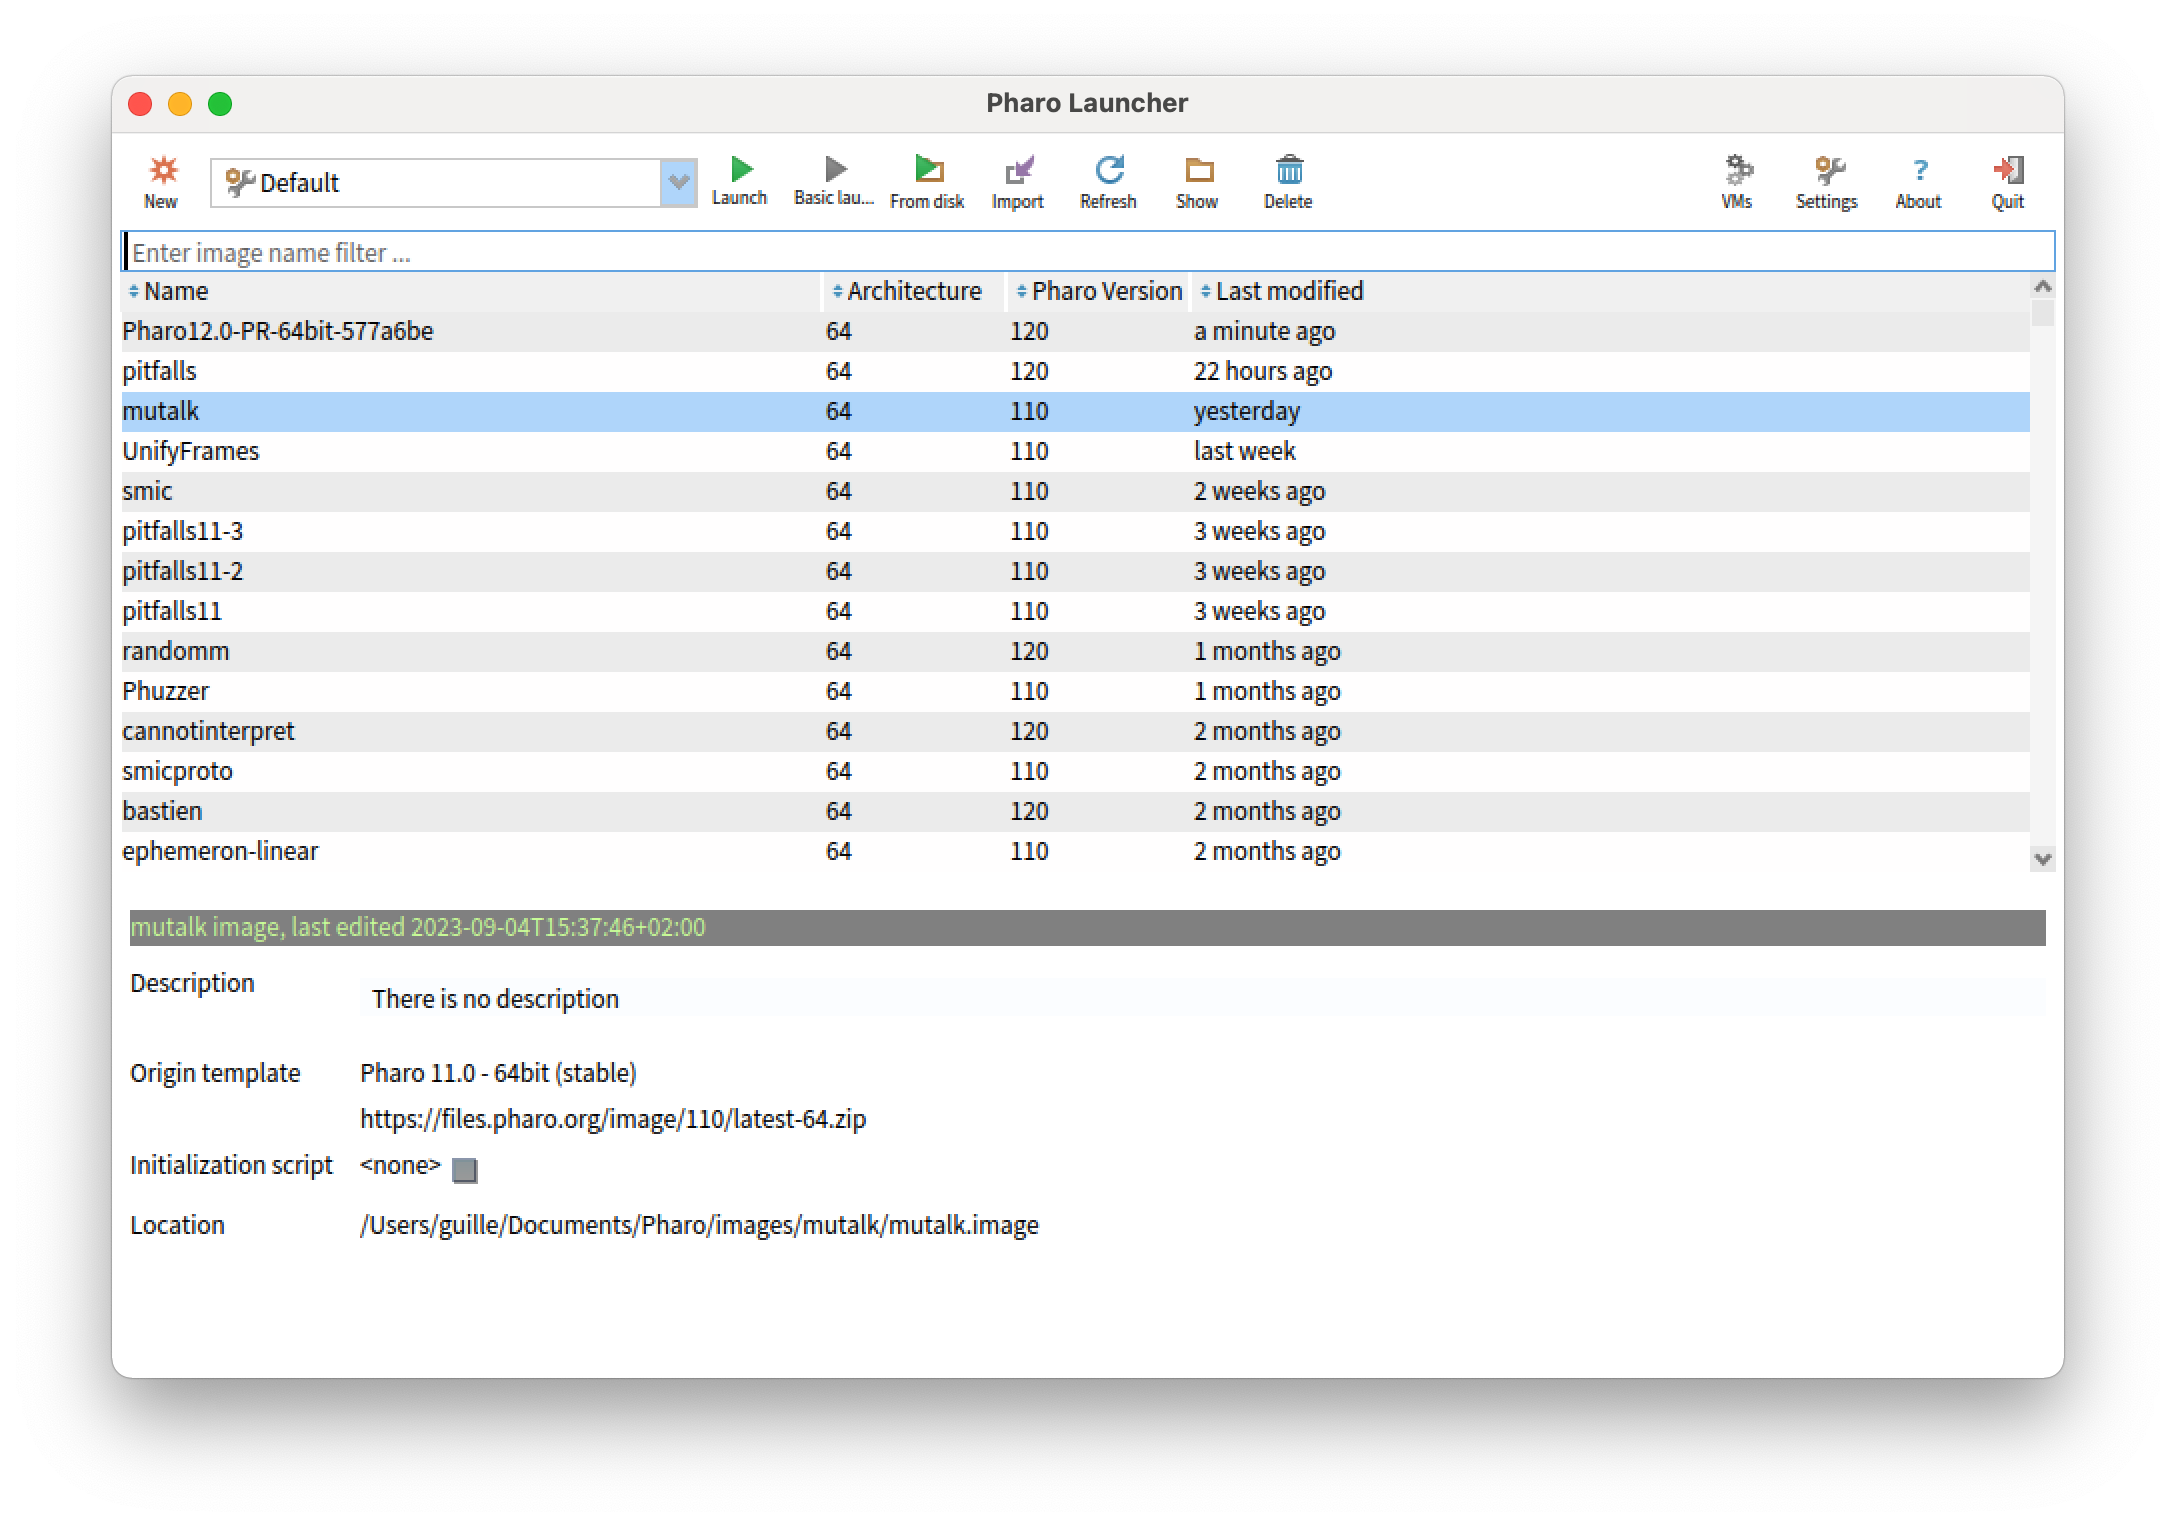 Pharo Launcher
New Default Launch Basic lau... From disk Import Refresh Show Delete VMs Settings ? About Quit
Enter image name filter ...
Name Architecture Pharo Version Last modified
Pharo12.0-PR-64bit-577a6be 64 120 a minute ago
pitfalls 64 120 22 hours ago
mutalk 64 110 yesterday
UnifyFrames 64 110 last week
smic 64 110 2 weeks ago
pitfalls11-3 64 110 3 weeks ago
pitfalls11-2 64 110 3 weeks ago
pitfalls11 64 110 3 weeks ago
randomm 64 120 1 months ago
Phuzzer 64 110 1 months ago
cannotinterpret 64 120 2 months ago
smicproto 64 110 2 months ago
bastien 64 120 2 months ago
ephemeron-linear 64 110 2 months ago
mutalk image, last edited 2023-09-04T15:37:46+02:00
Description There is no description
Origin template Pharo 11.0 - 64bit (stable)
https://files.pharo.org/image/110/latest-64.zip
Initialization script <none>
Location /Users/guille/Documents/Pharo/images/mutalk/mutalk.image